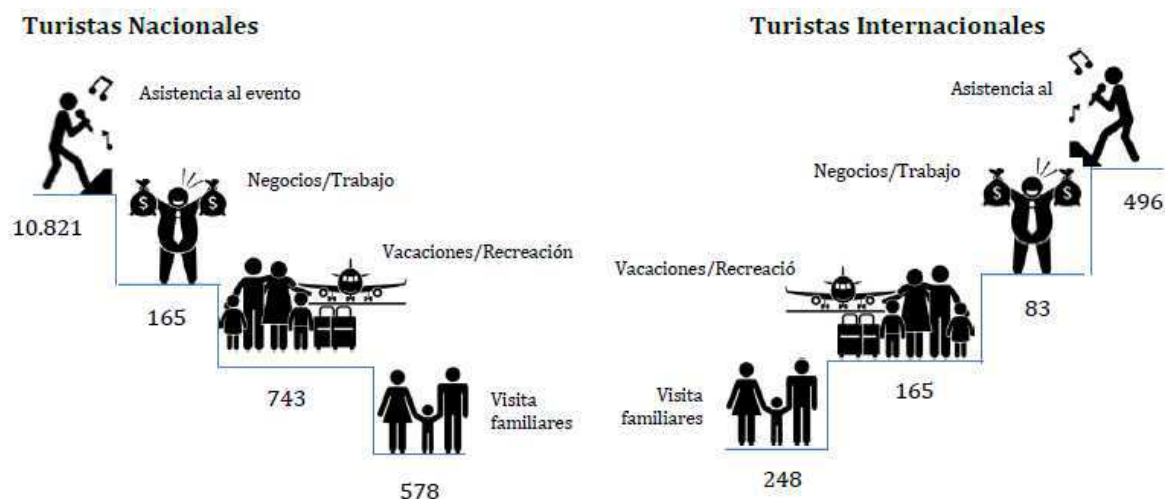 Turistas Nacionales
Asistencia al evento
10.821
Negocios/Trabajo
$ $
165
Vacaciones/Recreación
743
Visita
familiares
578
Turistas Internacionales
Asistencia al
496
Negocios/Trabajo
$ $
83
Vacaciones/Recreació
165
Visita
familiares
248